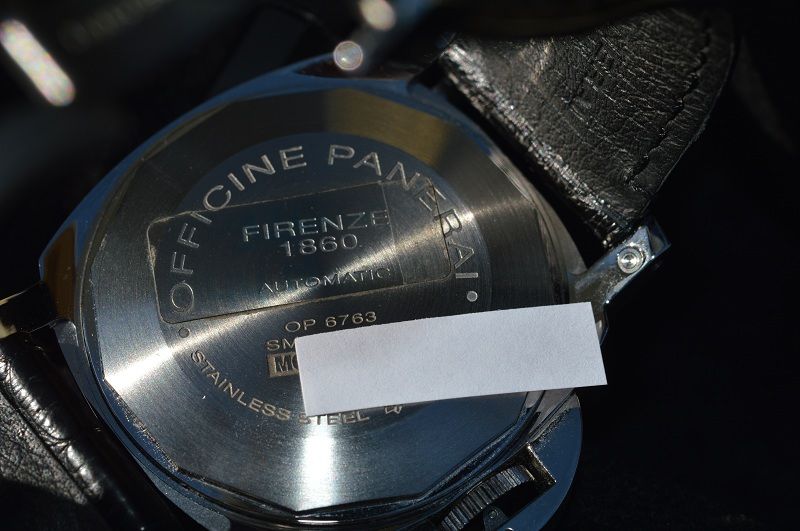 • OFFICINE PANERAI •
FIRENZE
1860
AUTOMATIC
OP 6763
STAINLESS STEEL